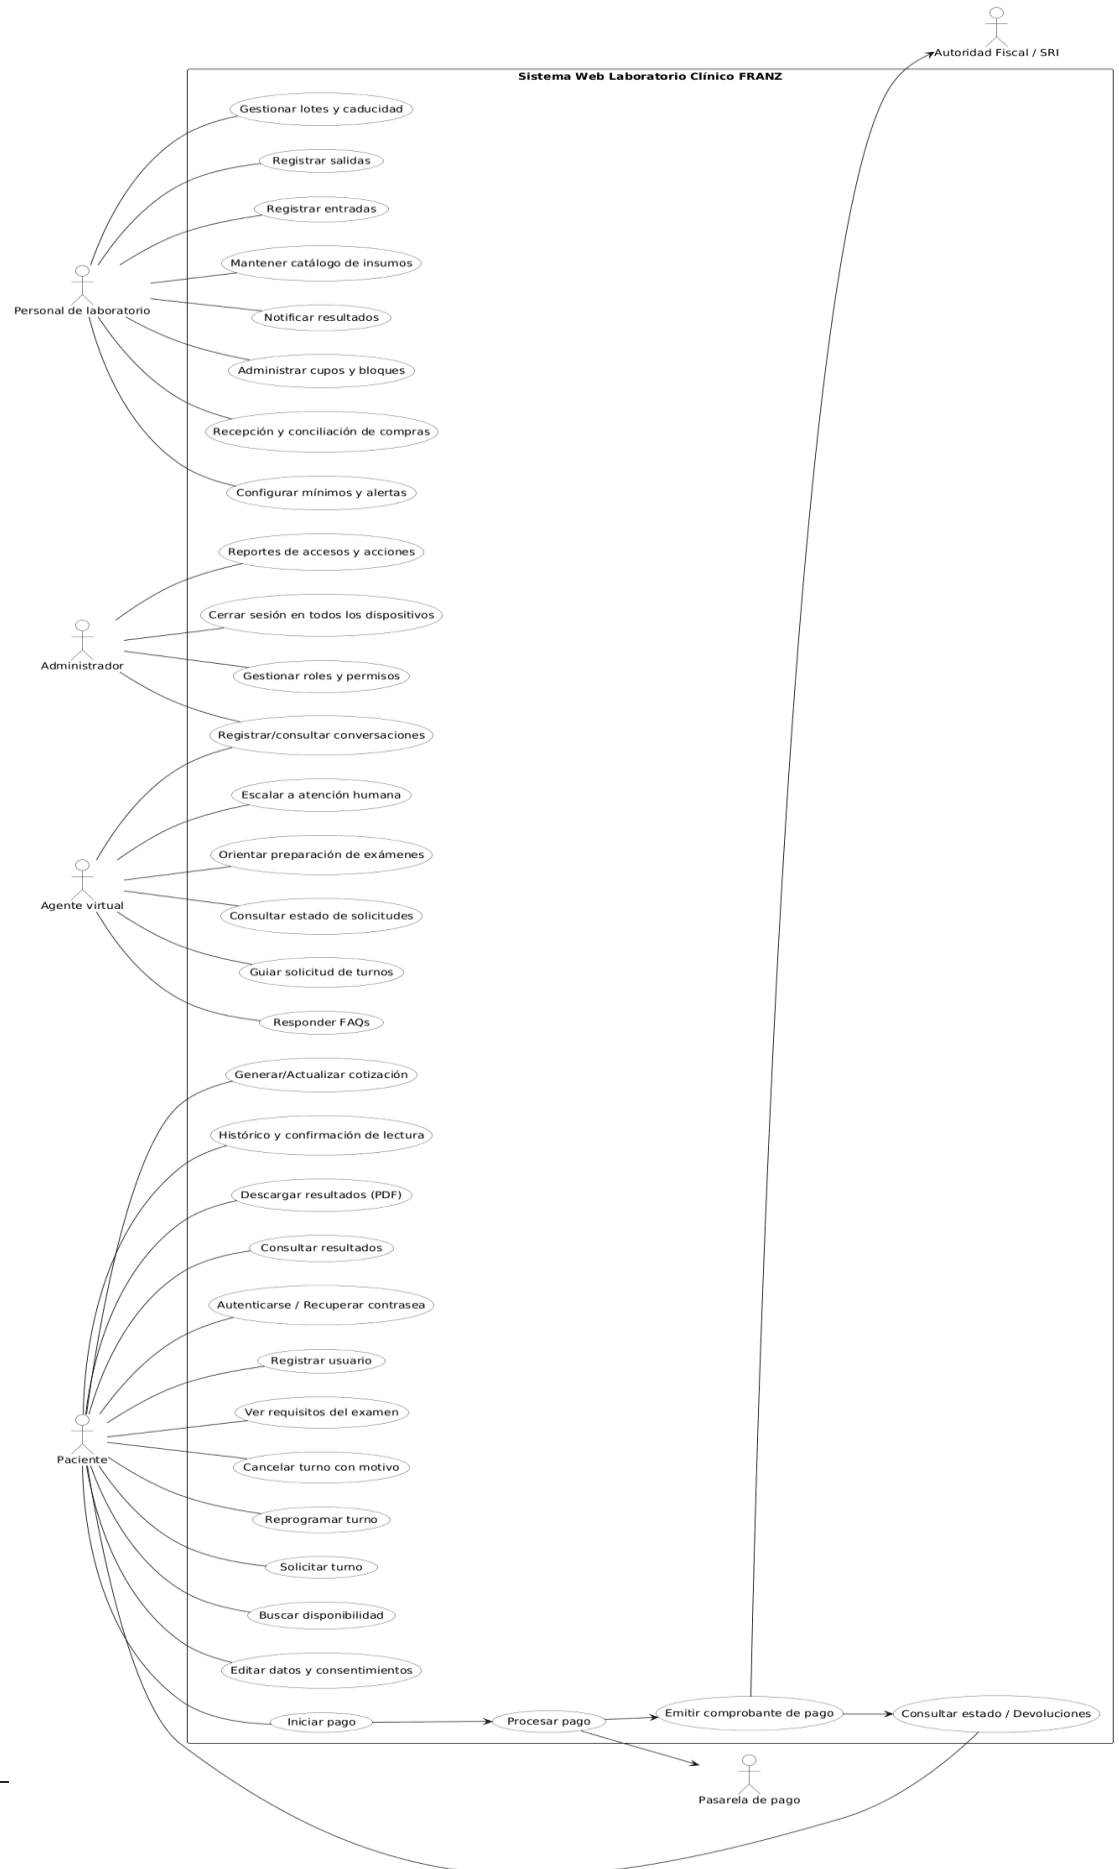 Autoridad Fiscal / SRI
Sistema Web Laboratorio Clínico FRANZ
Gestionar lotes y caducidad
Registrar salidas
Registrar entradas
Mantener catálogo de insumos
Personal de laboratorio
Notificar resultados
Administrar cupos y bloques
Recepción y conciliación de compras
Configurar mínimos y alertas
Reportes de accesos y acciones
Cerrar sesión en todos los dispositivos
Administrador
Gestionar roles y permisos
Registrar/consultar conversaciones
Escalar a atención humana
Orientar preparación de exámenes
Agente virtual
Consultar estado de solicitudes
Guiar solicitud de turnos
Responder FAQs
Generar/Actualizar cotización
Histórico y confirmación de lectura
Descargar resultados (PDF)
Consultar resultados
Autenticarse / Recuperar contrasea
Registrar usuario
Ver requisitos del examen
Paciente
Cancelar turno con motivo
Reprogramar turno
Solicitar turno
Buscar disponibilidad
Editar datos y consentimientos
Iniciar pago
Procesar pago
Emitir comprobante de pago
Consultar estado / Devoluciones
Pasarela de pago